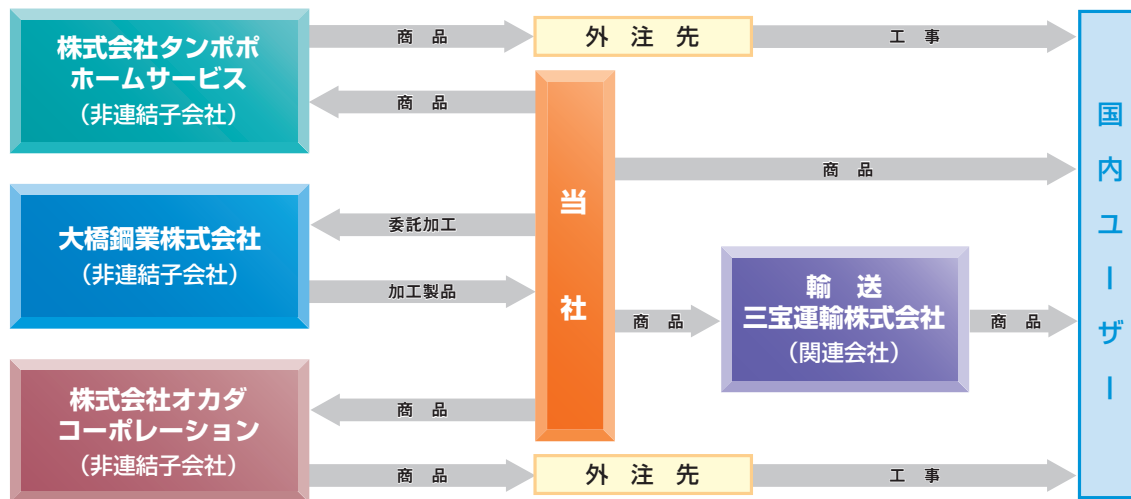 株式会社タンポポ
ホームサービス
（非連結子会社）
商　品
外　注　先
工　事
商　品
大橋鋼業株式会社
（非連結子会社）
委託加工
加工製品
株式会社オカダ
コーポレーション
（非連結子会社）
商　品
商　品
外　注　先
工　事
当社
商　品
商　品
輸　送
三宝運輸株式会社
（関連会社）
商　品
国内ユーザー